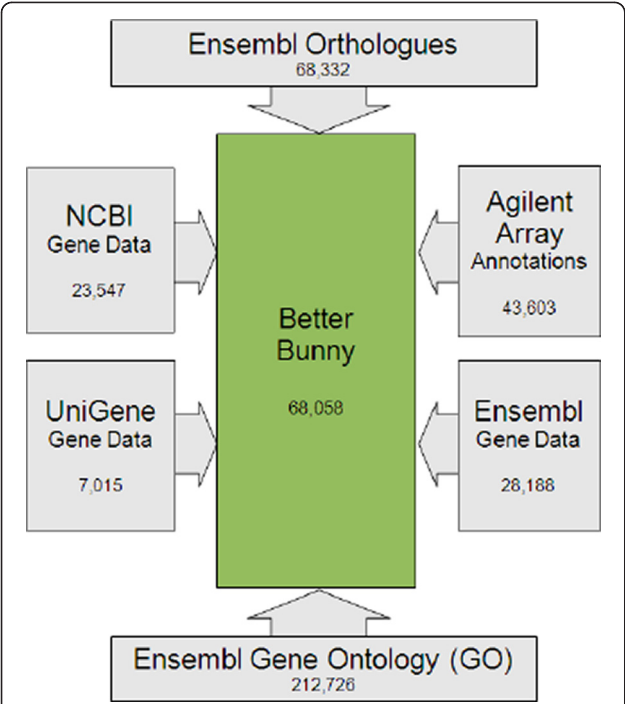 Ensembl Orthologues
68,332
NCBI
Gene Data
23,547
Agilent
Array
Annotations
43,603
Better
Bunny
68,058
UniGene
Gene Data
7,015
Ensembl
Gene Data
28,188
Ensembl Gene Ontology (GO)
212,726